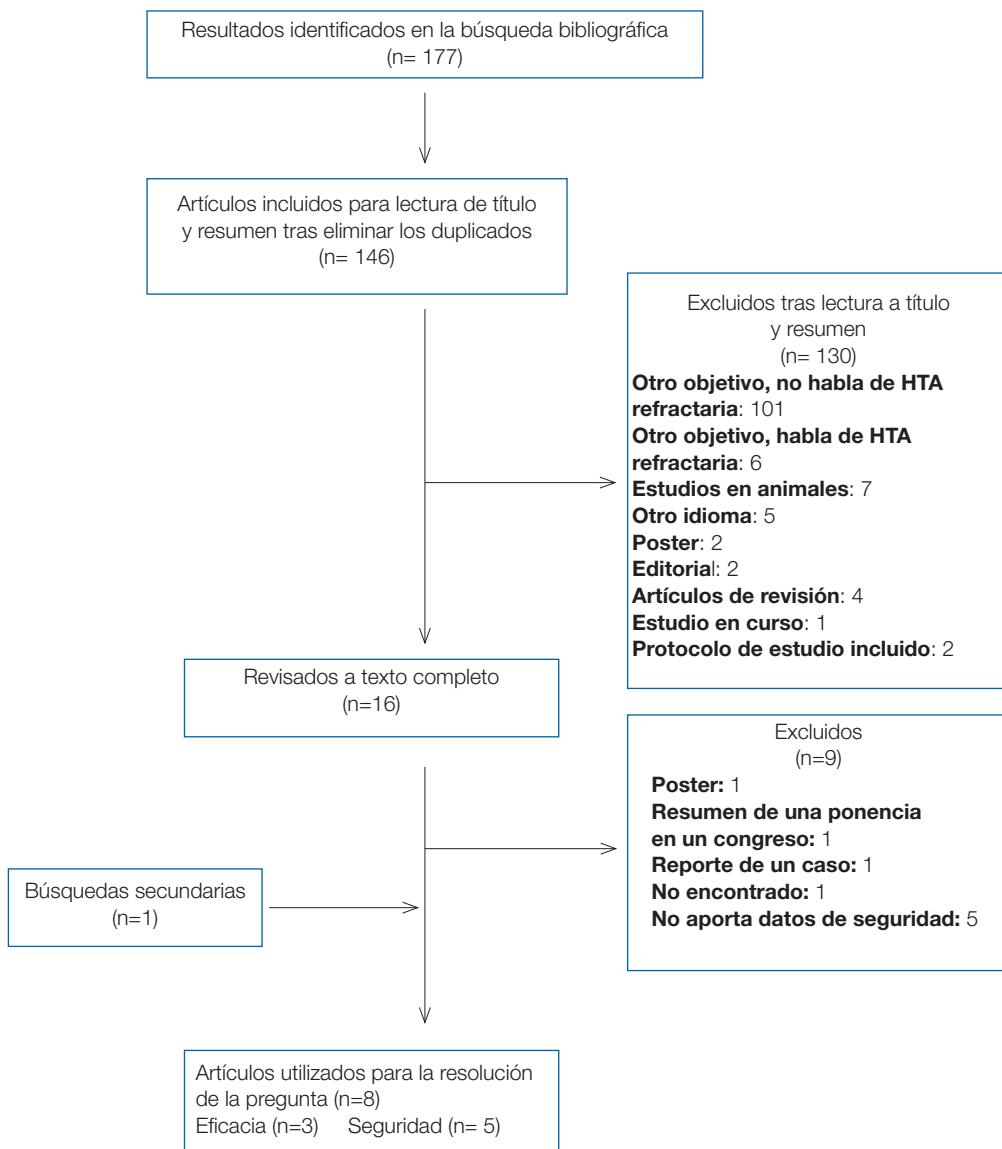 Resultados identificados en la búsqueda bibliográfica
(n= 177)
Artículos incluidos para lectura de título
y resumen tras eliminar los duplicados
(n= 146)
Excluidos tras lectura a título
y resumen
(n= 130)
Otro objetivo, no habla de HTA
refractaria: 101
Otro objetivo, habla de HTA
refractaria: 6
Estudios en animales: 7
Otro idioma: 5
Poster: 2
Editorial: 2
Artículos de revisión: 4
Estudio en curso: 1
Protocolo de estudio incluido: 2
Revisados a texto completo
(n=16)
Excluidos
(n=9)
Poster: 1
Resumen de una ponencia
en un congreso: 1
Reporte de un caso: 1
No encontrado: 1
No aporta datos de seguridad: 5
Búsquedas secundarias
(n=1)
Artículos utilizados para la resolución
de la pregunta (n=8)
Eficacia (n=3) Seguridad (n= 5)